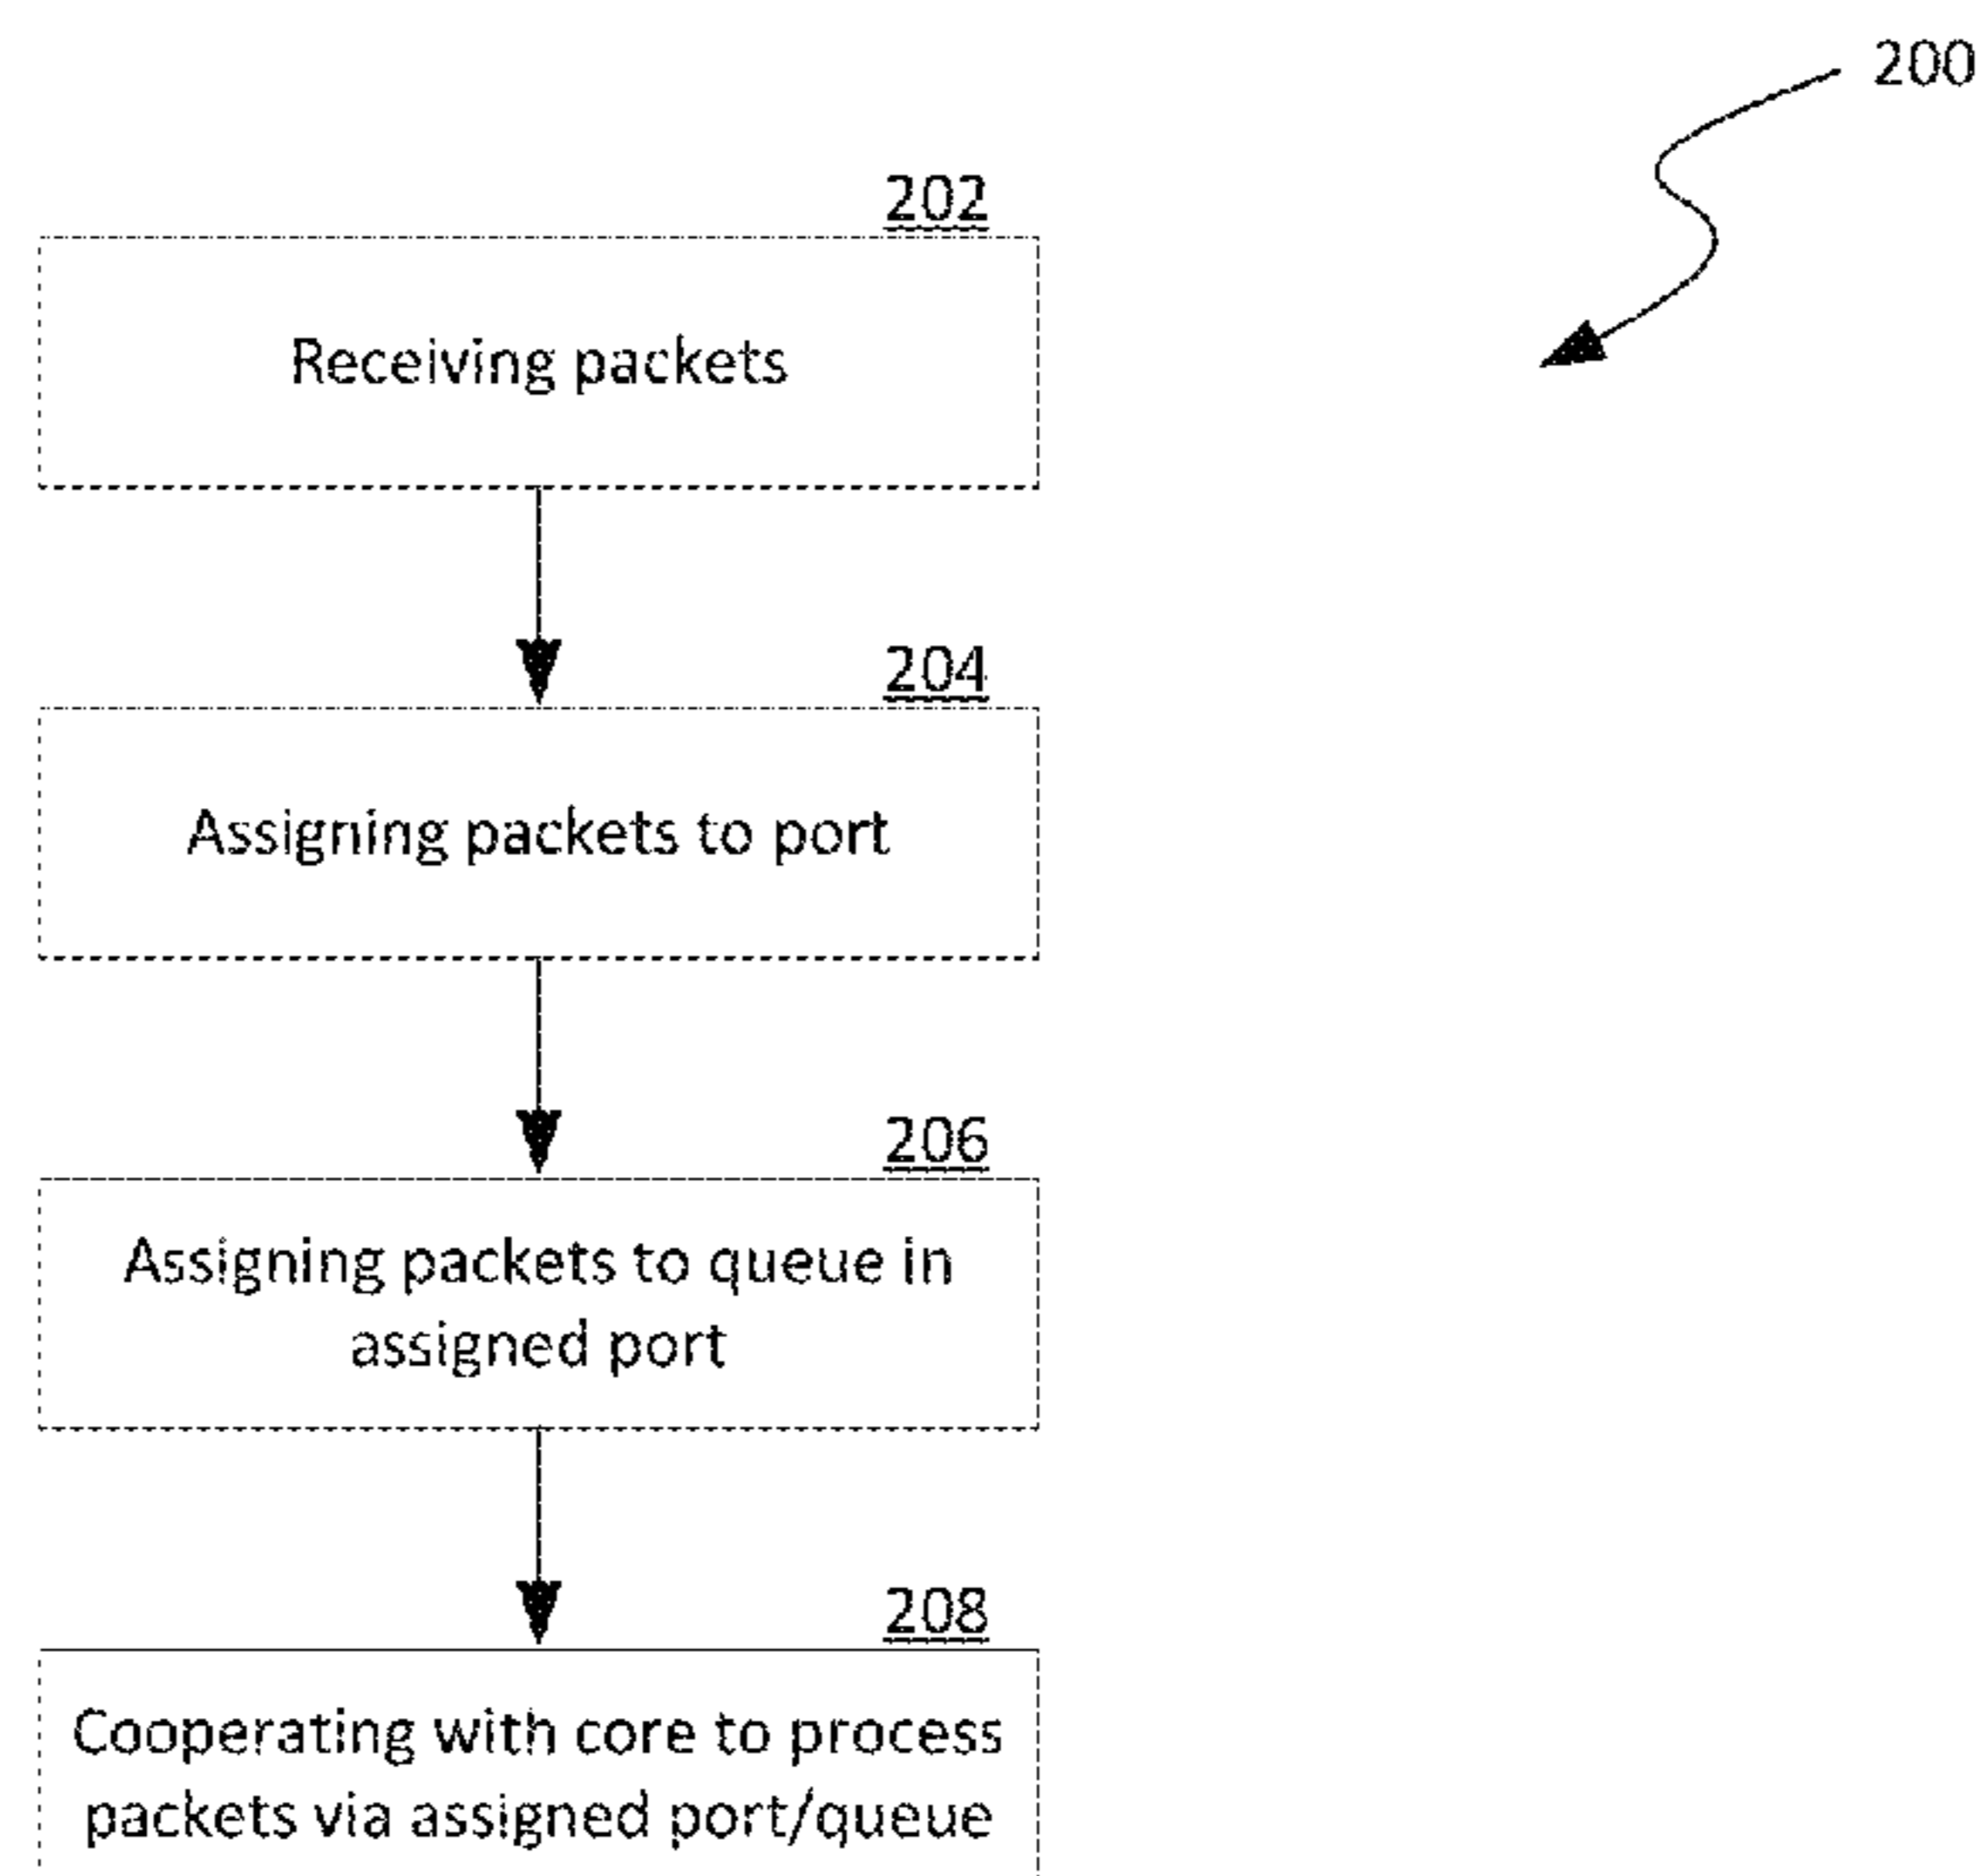 200
202
Receiving packets
204
Assigning packets to port
206
Assigning packets to queue in
assigned port
208
Cooperating with core to process
packets via assigned port/queue